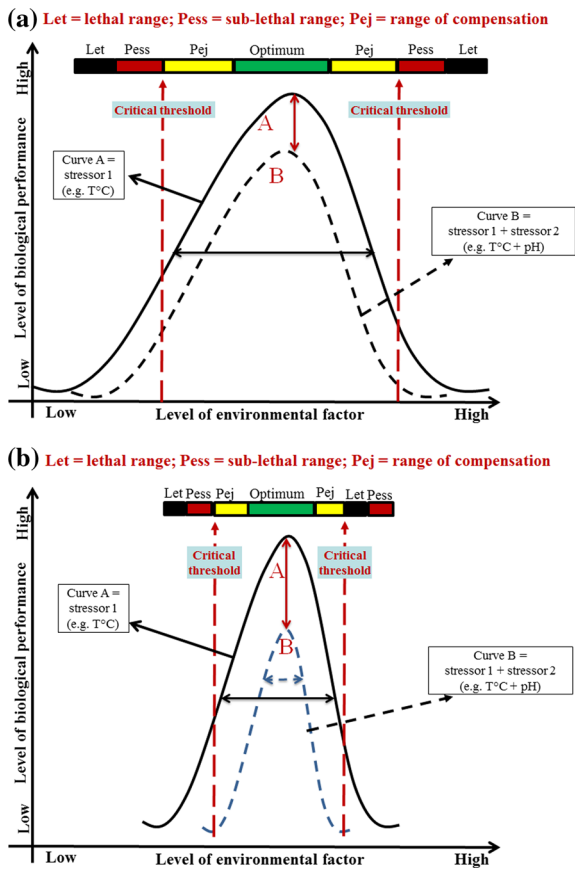 (a) Let = lethal range; Pess = sub-lethal range; Pej = range of compensation
Let Pess Pej Optimum Pej Pess Let
High
Critical threshold
Critical threshold
A
B
Curve A =
stressor 1
(e.g. T°C)
Curve B =
stressor 1 + stressor 2
(e.g. T°C + pH)
Level of biological performance
Low
Low Level of environmental factor High
(b) Let = lethal range; Pess = sub-lethal range; Pej = range of compensation
Let Pess Pej Optimum Pej Let Pess
High
Critical
threshold
Critical
threshold
A
Curve A =
stressor 1
(e.g. T°C)
B
Curve B =
stressor 1 + stressor 2
(e.g. T°C + pH)
Level of biological performance
Low
Low Level of environmental factor High